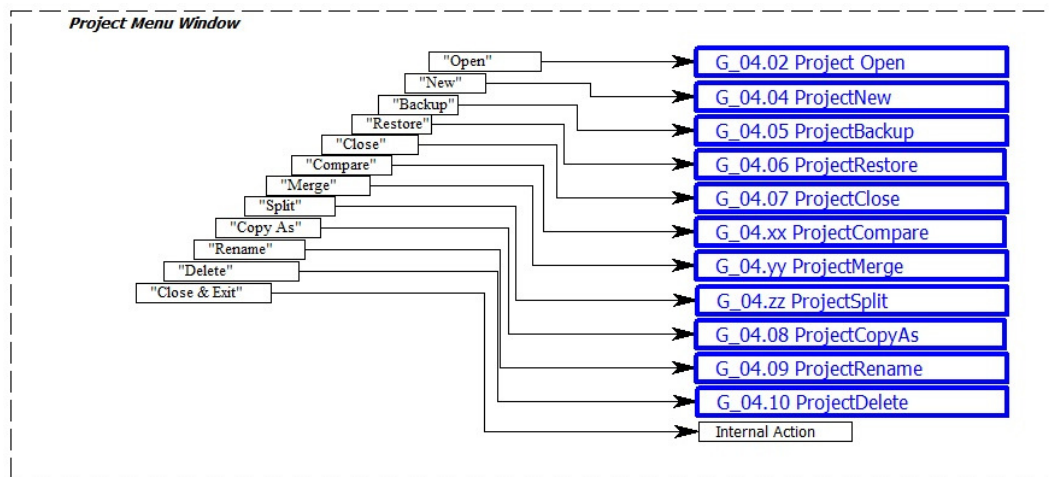 Project Menu Window
"Open"
G_04.02 Project Open
"New"
G_04.04 ProjectNew
"Backup"
G_04.05 ProjectBackup
"Restore"
"Close"
G_04.06 ProjectRestore
"Compare"
"Merge"
G_04.07 ProjectClose
"Split"
"Copy As"
G_04.xx ProjectCompare
"Rename"
"Delete"
G_04.yy ProjectMerge
"Close & Exit"
G_04.zz ProjectSplit
G_04.08 ProjectCopyAs
G_04.09 ProjectRename
G_04.10 ProjectDelete
Internal Action